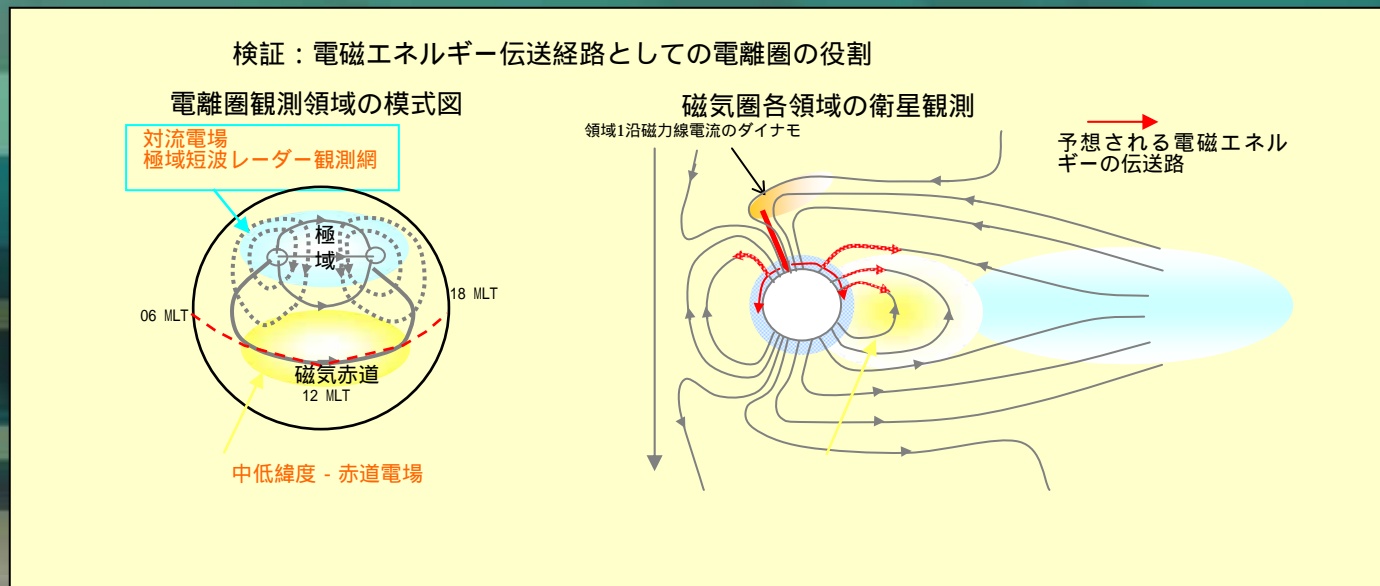 検証：電磁エネルギー伝送経路としての電離圏の役割
電離圏観測領域の模式図
対流電場
極域短波レーダー観測網
極
域
06 MLT
18 MLT
磁気赤道
12 MLT
中低緯度 - 赤道電場
磁気圏各領域の衛星観測
領域1沿磁力線電流のダイナモ
予想される電磁エネル
ギーの伝送路